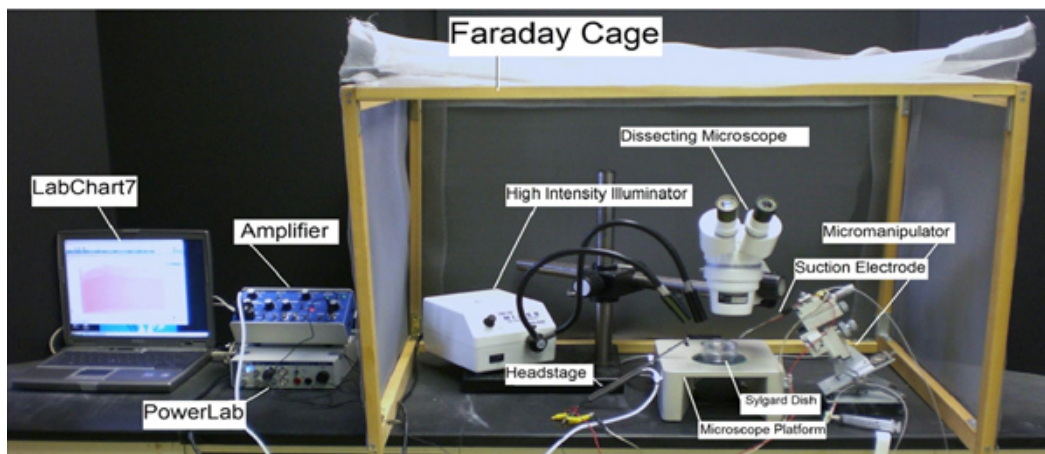 Faraday Cage
Dissecting Microscope
LabChart7
High Intensity Illuminator
Amplifier
Micromanipulator
Suction Electrode
Headstage
Sylgard Dish
PowerLab
Microscope Platform